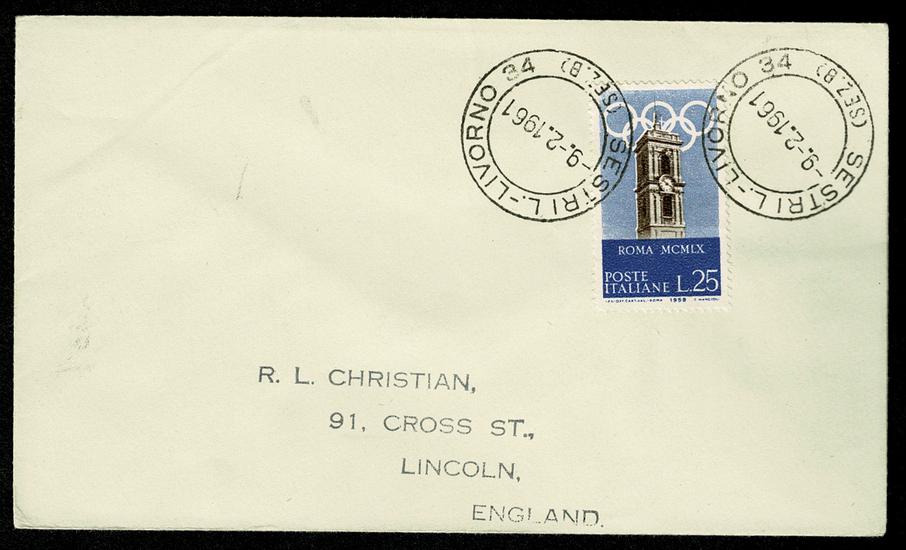 SESTRI L.-LIVORNO 34 (SEZ.B)
-9.-2.1961
SESTRI L.-LIVORNO 34 (SEZ.B)
-9.-2.1961
ROMA MCMLX
POSTE
ITALIANE L.25
1959
R. L. CHRISTIAN,
91, CROSS ST.,
LINCOLN,
ENGLAND.